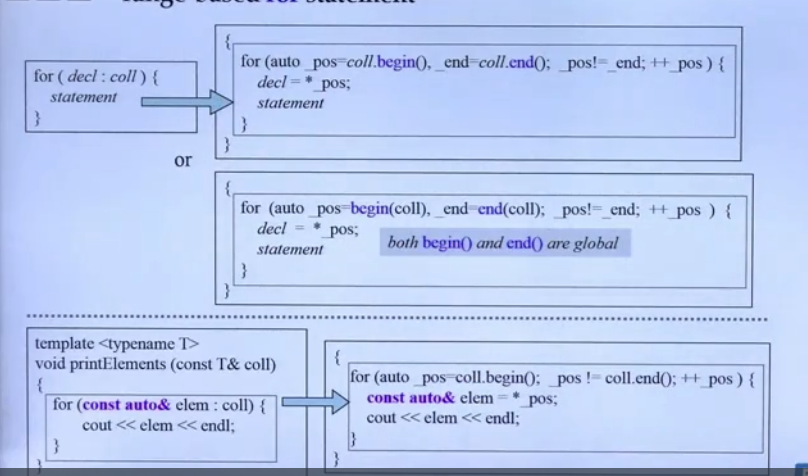 range-based for statement
for ( decl : coll ) {
statement
}
{
for (auto _pos=coll.begin(), _end=coll.end(); _pos!=_end; ++_pos ) {
decl = *_pos;
statement
}
}
or
{
for (auto _pos=begin(coll), _end=end(coll); _pos!=_end; ++_pos ) {
decl = *_pos;
statement
both begin() and end() are global
}
}
template <typename T>
void printElements (const T& coll)
{
for (const auto& elem : coll) {
cout << elem << endl;
}
}
{
for (auto _pos=coll.begin(); _pos != coll.end(); ++_pos ) {
const auto& elem = *_pos;
cout << elem << endl;
}
}